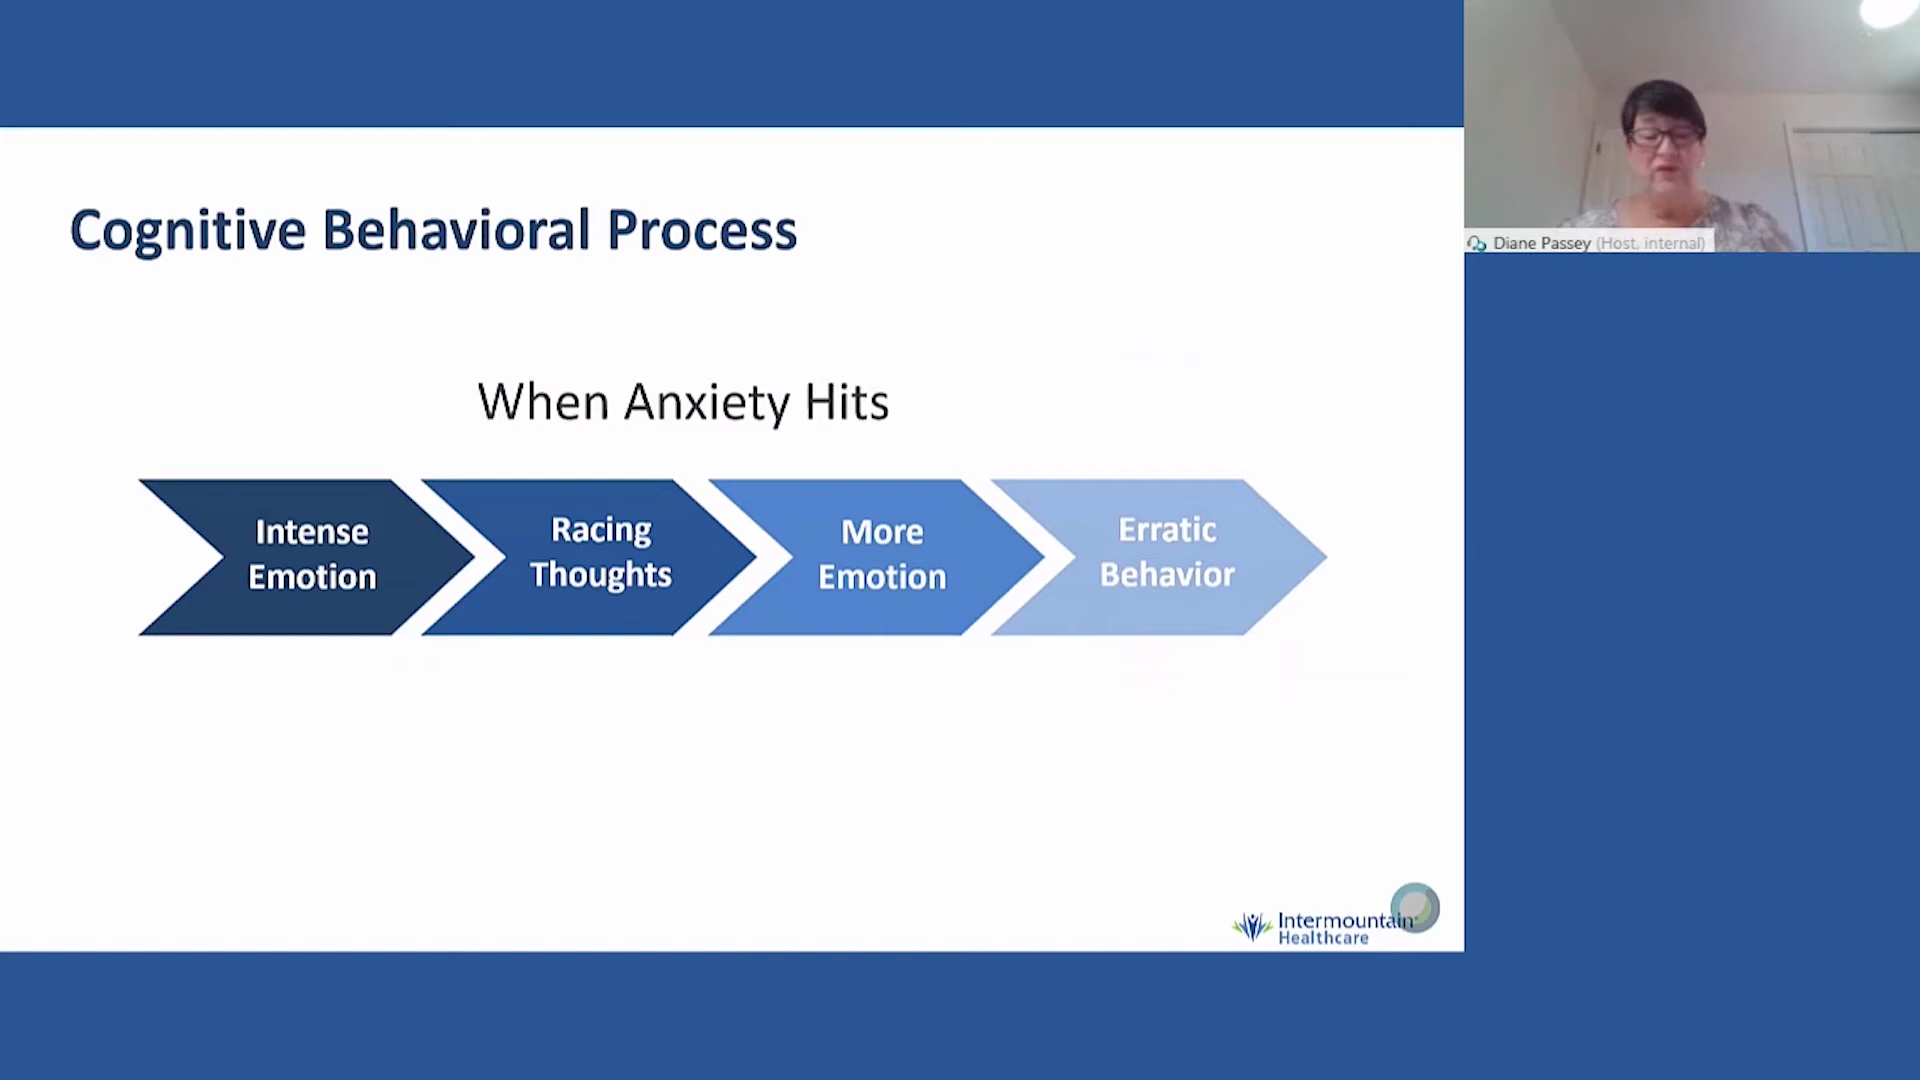 Cognitive Behavioral Process
When Anxiety Hits
Intense
Emotion
Racing
Thoughts
More
Emotion
Erratic
Behavior
Intermountain
Healthcare
Diane Passey (Host, internal)